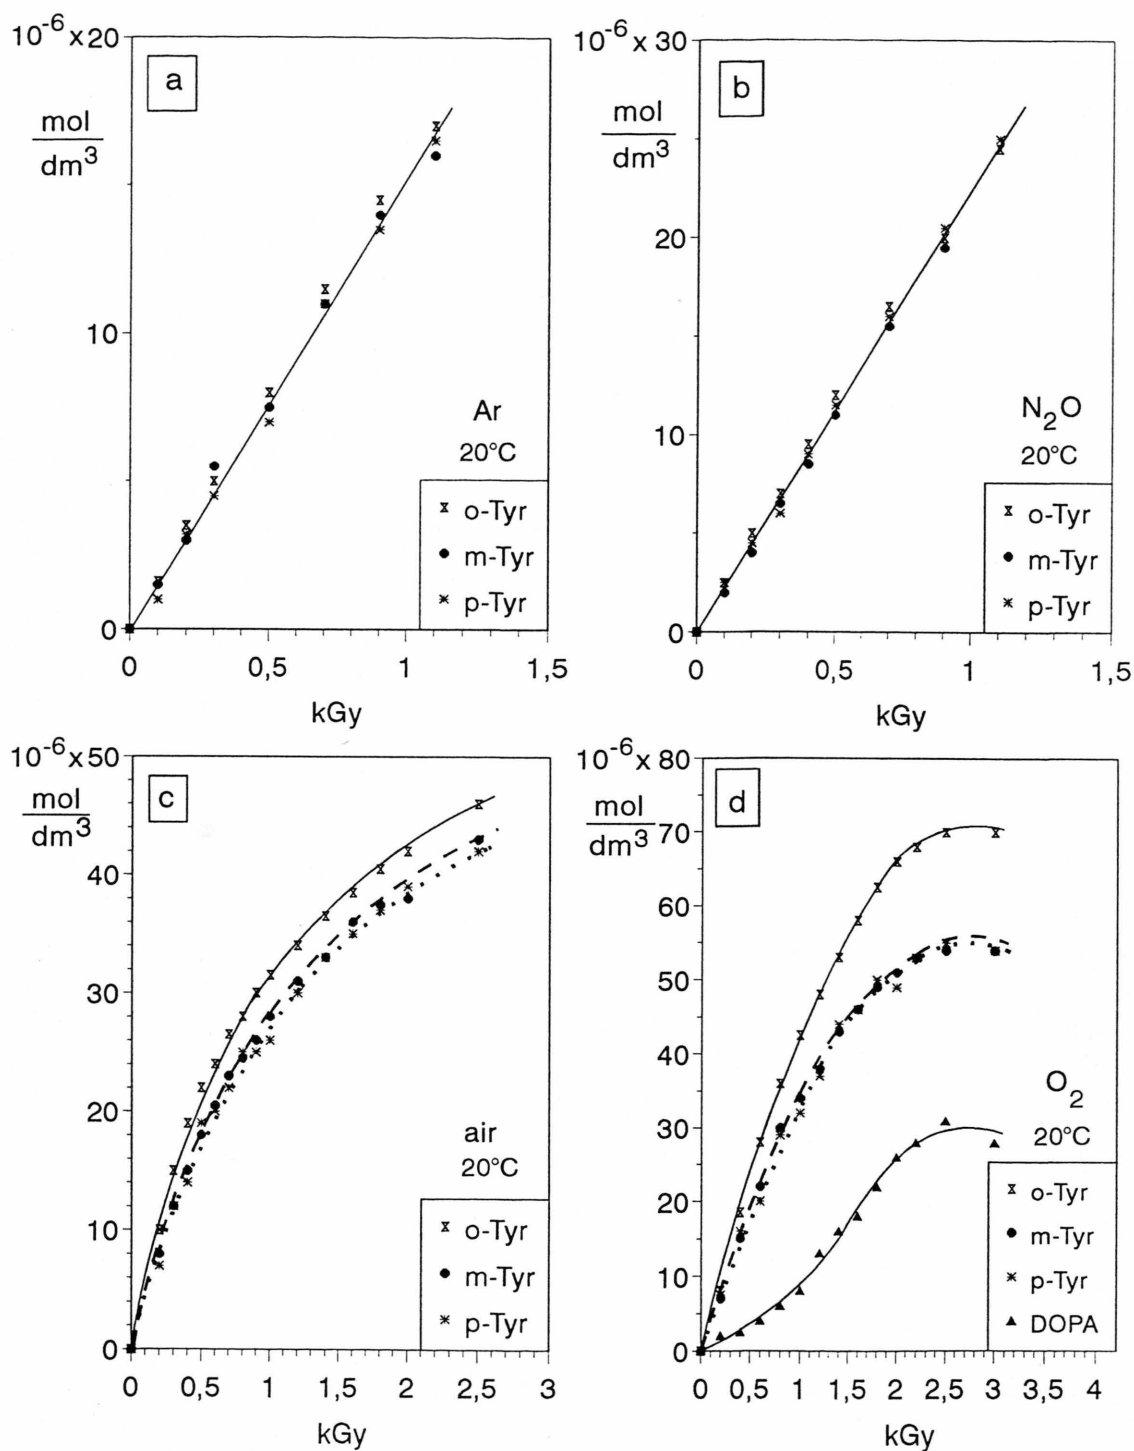 10⁻⁶ x 20
a
mol
dm³
10
0
Ar
20°C
o-Tyr
m-Tyr
p-Tyr
0 0,5 1 1,5
kGy
10⁻⁶ x 30
b
mol
dm³
20
10
0
N₂O
20°C
o-Tyr
m-Tyr
p-Tyr
0 0,5 1 1,5
kGy
10⁻⁶ x 50
c
mol
dm³
40
30
20
10
0
air
20°C
o-Tyr
m-Tyr
p-Tyr
0 0,5 1 1,5 2 2,5 3
kGy
10⁻⁶ x 80
d
mol
dm³
70
60
50
40
30
20
10
0
O₂
20°C
o-Tyr
m-Tyr
p-Tyr
DOPA
0 0,5 1 1,5 2 2,5 3 3,5 4
kGy